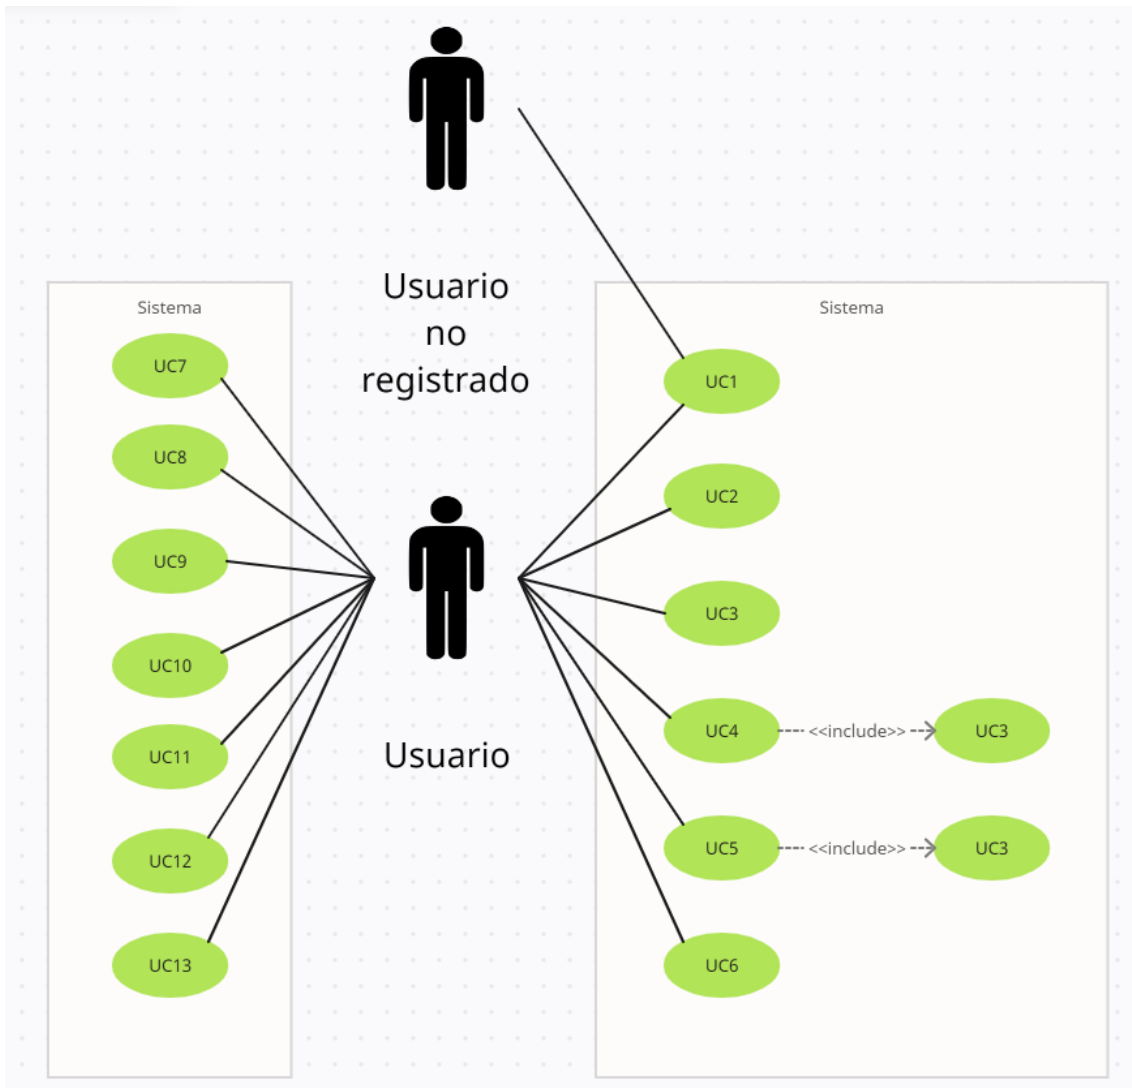 Usuario
no
registrado
Sistema
UC7
UC8
UC9
UC10
UC11
UC12
UC13
Usuario
Sistema
UC1
UC2
UC3
UC4 <<include>> UC3
UC5 <<include>> UC3
UC6